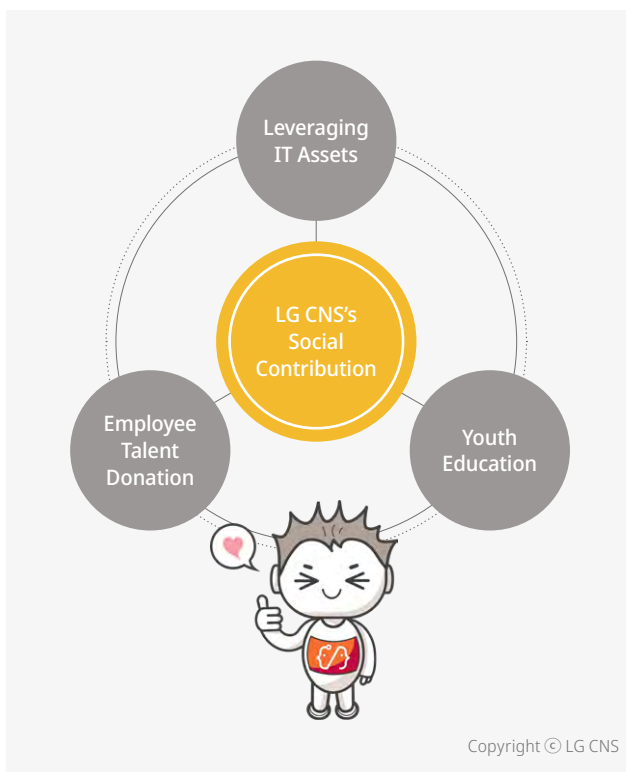 Leveraging
IT Assets
LG CNS’s
Social
Contribution
Employee
Talent
Donation
Youth
Education
Copyright ⓒ LG CNS